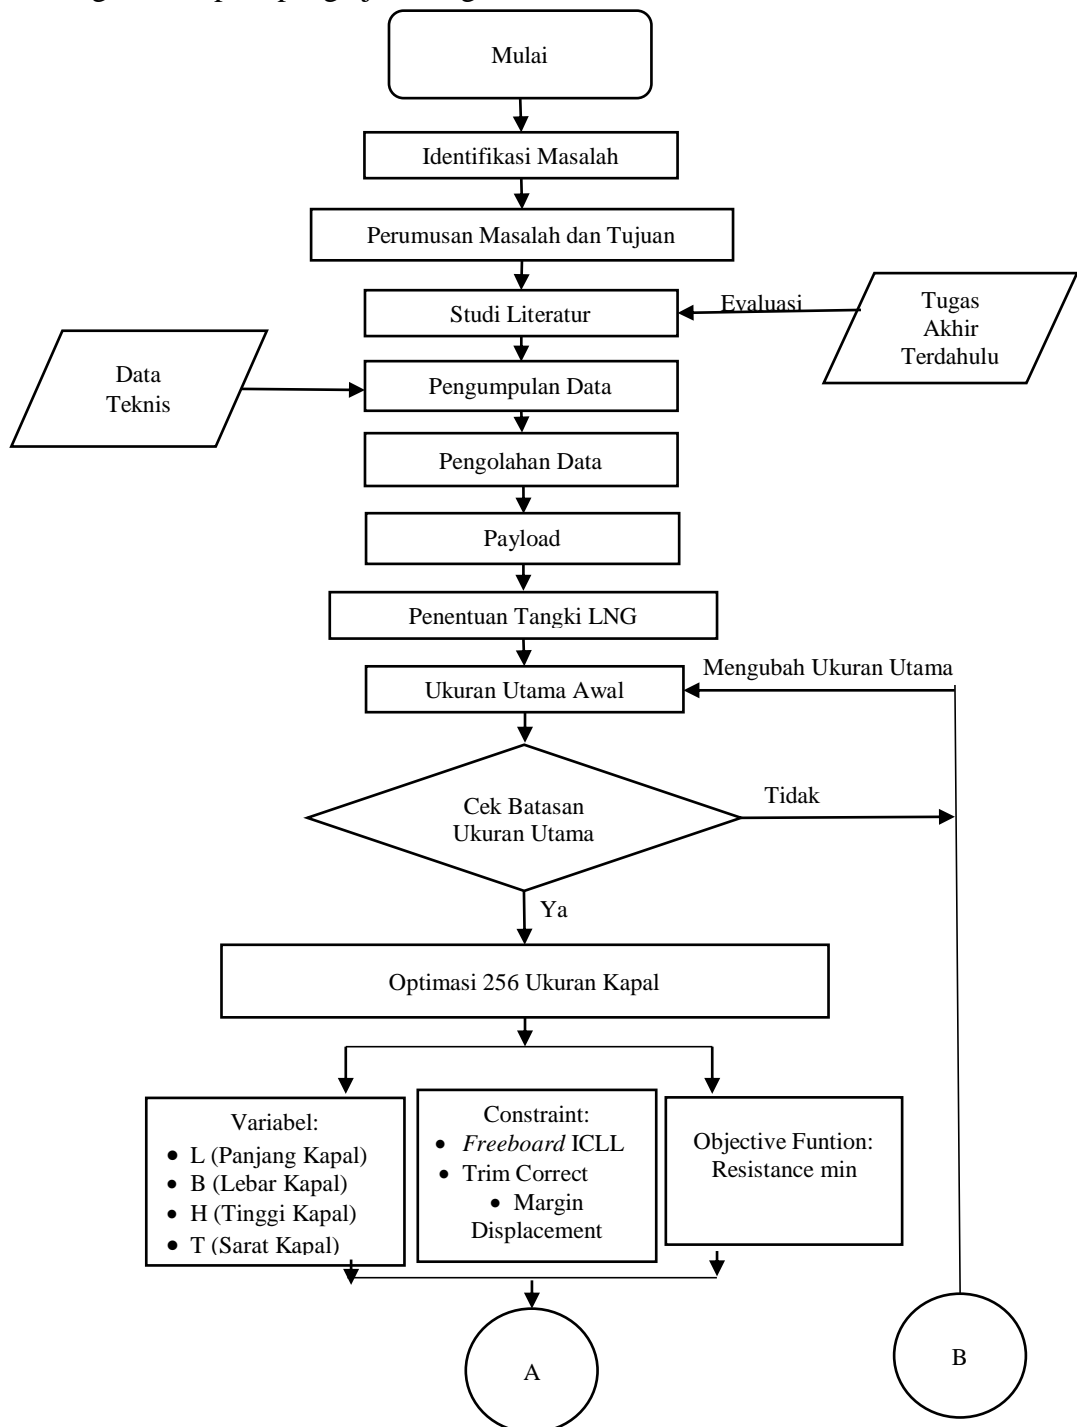 Mulai
Identifikasi Masalah
Perumusan Masalah dan Tujuan
Studi Literatur
Evaluasi
Tugas
Akhir
Terdahulu
Data
Teknis
Pengumpulan Data
Pengolahan Data
Payload
Penentuan Tangki LNG
Ukuran Utama Awal
Mengubah Ukuran Utama
Cek Batasan
Ukuran Utama
Tidak
Ya
Optimasi 256 Ukuran Kapal
Variabel:
• L (Panjang Kapal)
• B (Lebar Kapal)
• H (Tinggi Kapal)
• T (Sarat Kapal)
Constraint:
• Freeboard ICLL
• Trim Correct
• Margin
Displacement
Objective Funtion:
Resistance min
A
B